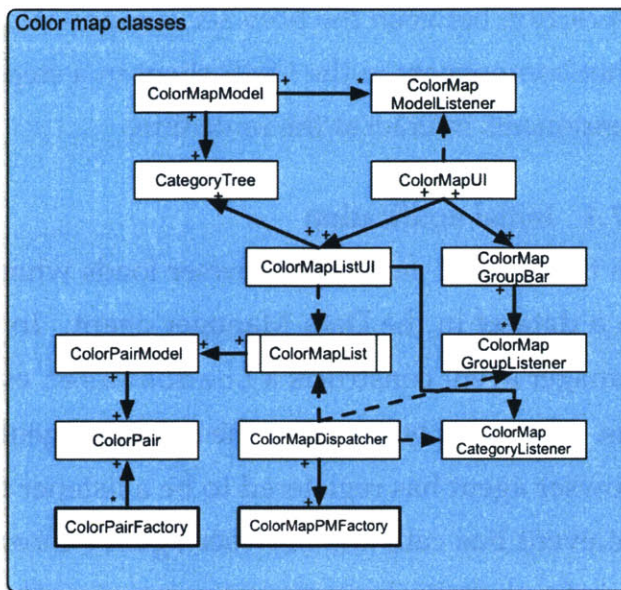 Color map classes
ColorMapModel
ColorMap
ModelListener
CategoryTree
ColorMapUI
ColorMapListUI
ColorMap
GroupBar
ColorPairModel
ColorMapList
ColorMap
GroupListener
ColorPair
ColorMapDispatcher
ColorMap
CategoryListener
ColorPairFactory
ColorMapPMFactory